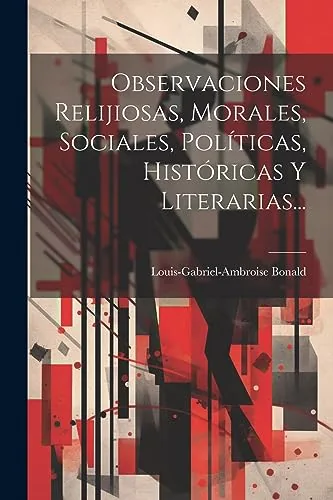 Observaciones
Relijiosas, Morales,
Sociales, Políticas,
Históricas Y
Literarias...
Louis-Gabriel-Ambroise Bonald